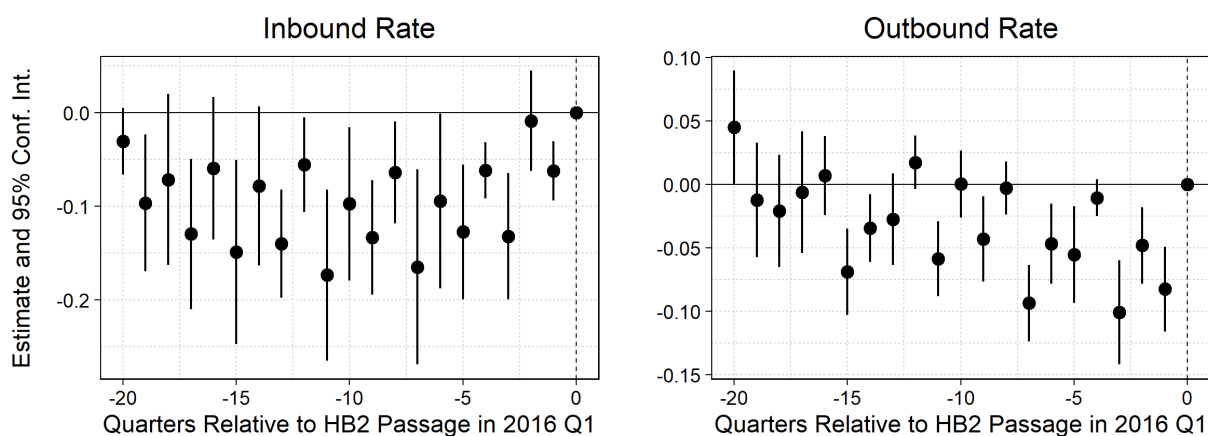 Inbound Rate
Estimate and 95% Conf. Int.
0.0
-0.1
-0.2
-20 -15 -10 -5 0
Quarters Relative to HB2 Passage in 2016 Q1
Outbound Rate
0.10
0.05
0.00
-0.05
-0.10
-0.15
-20 -15 -10 -5 0
Quarters Relative to HB2 Passage in 2016 Q1